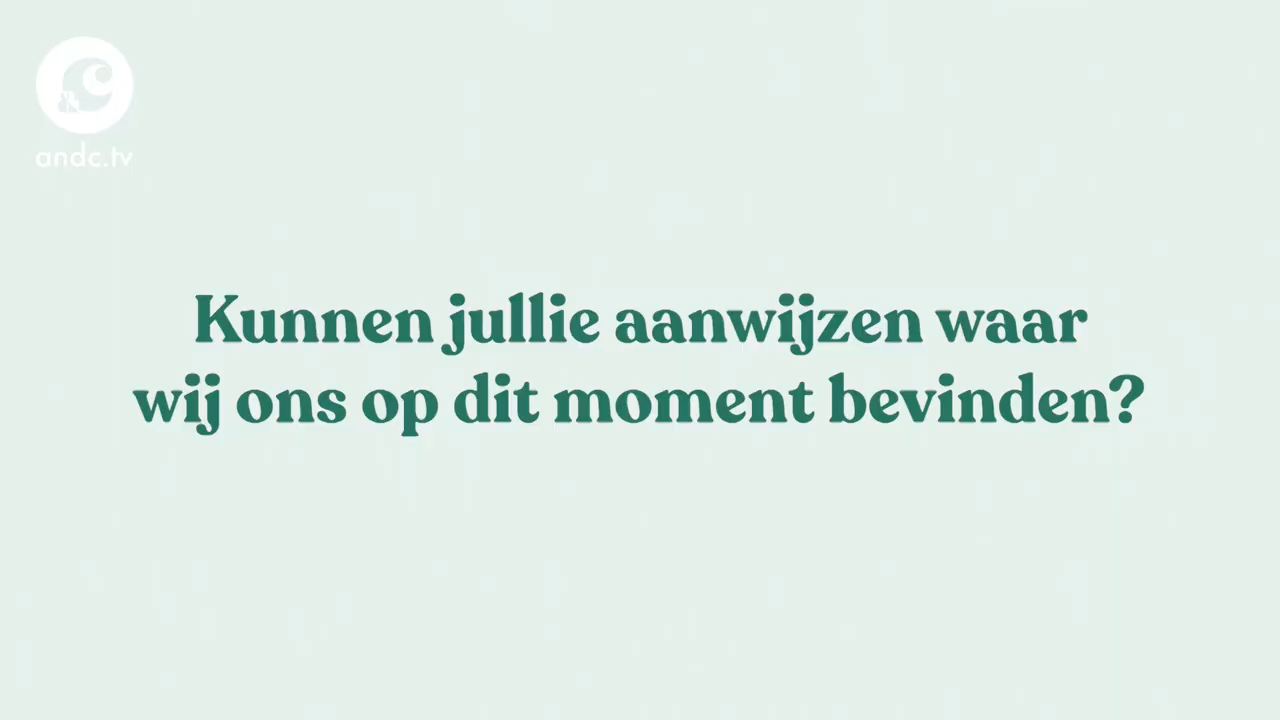 andc.tv
Kunnen jullie aanwijzen waar
wij ons op dit moment bevinden?